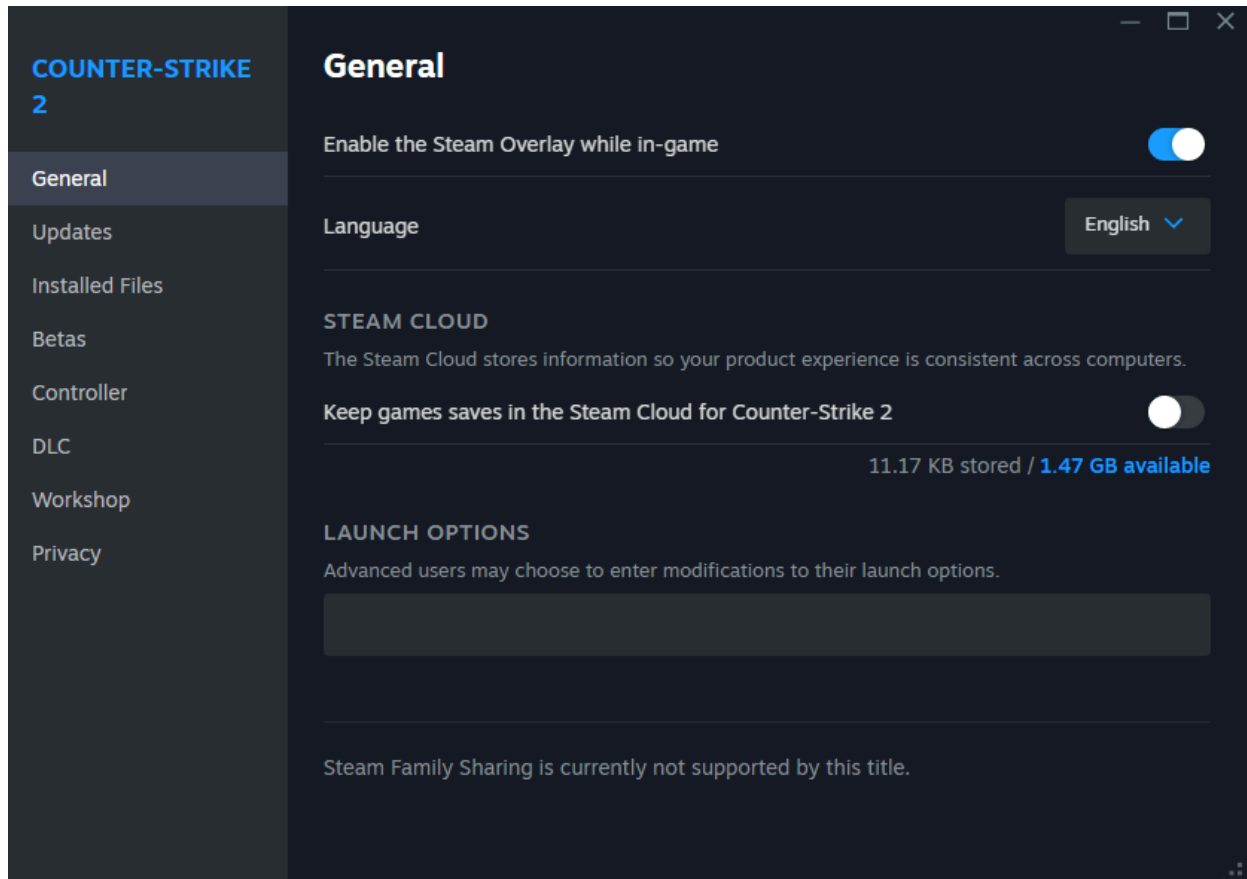 COUNTER-STRIKE
2
General
Updates
Installed Files
Betas
Controller
DLC
Workshop
Privacy
General
Enable the Steam Overlay while in-game
Language
English
STEAM CLOUD
The Steam Cloud stores information so your product experience is consistent across computers.
Keep games saves in the Steam Cloud for Counter-Strike 2
11.17 KB stored / 1.47 GB available
LAUNCH OPTIONS
Advanced users may choose to enter modifications to their launch options.
Steam Family Sharing is currently not supported by this title.